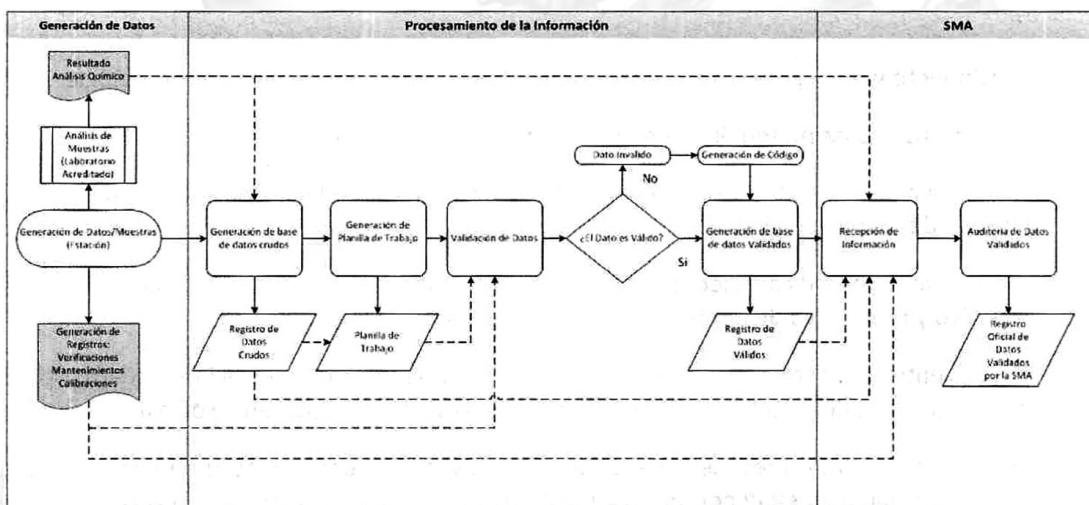 Generación de Datos
Procesamiento de la Información
SMA
Resultado
Análisis Químico
Análisis de
Muestras
(Laboratorio
Acreditado)
Generación de Datos/Muestras
(Estación)
Generación de
Registros:
Verificaciones
Mantenimientos
Calibraciones
Generación de base
de datos crudos
Registro de
Datos
Crudos
Generación de
Planilla de Trabajo
Planilla de
Trabajo
Validación de Datos
¿El Dato es Válido?
No
Si
Dato Invalido
Generación de Código
Generación de base
de datos Validados
Registro de
Datos
Válidos
Recepción de
Información
Auditoria de Datos
Validados
Registro
Oficial de
Datos
Validados
por la SMA